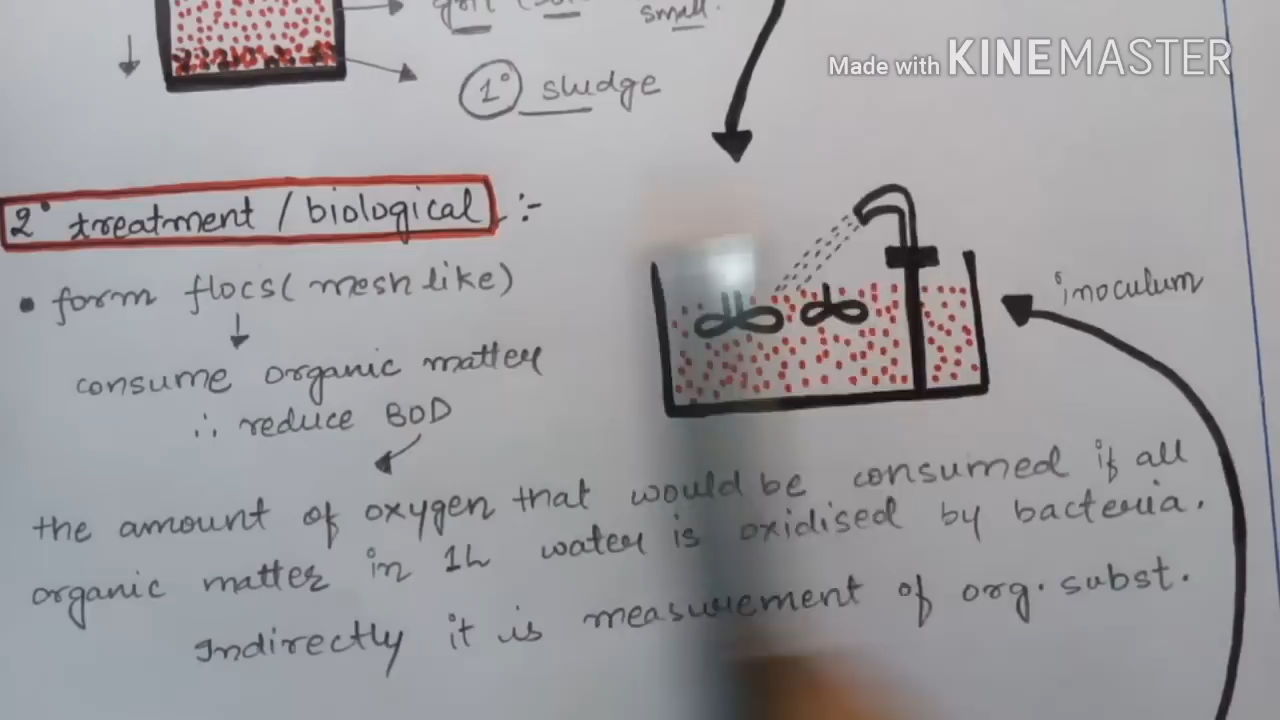 small.
Made with KINEMASTER
1° sludge
2° treatment / biological :-
• form flocs (mesh like)
consume organic matter
∴ reduce BOD
inoculum
the amount of oxygen that would be consumed if all
organic matter in 1L water is oxidised by bacteria.
Indirectly it is measurement of org. subst.